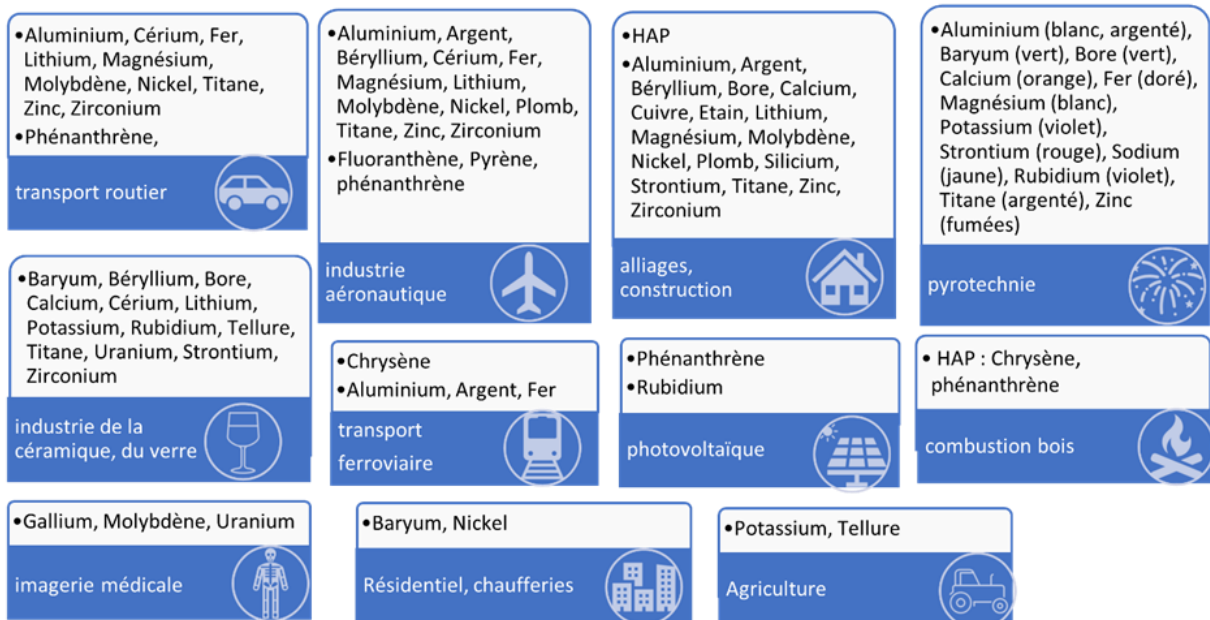 •Aluminium, Cérium, Fer,
Lithium, Magnésium,
Molybdène, Nickel, Titane,
Zinc, Zirconium
•Phénanthrène,
transport routier
•Aluminium, Argent,
Béryllium, Cérium, Fer,
Magnésium, Lithium,
Molybdène, Nickel, Plomb,
Titane, Zinc, Zirconium
•Fluoranthène, Pyrène,
phénanthrène
industrie
aéronautique
•HAP
•Aluminium, Argent,
Béryllium, Bore, Calcium,
Cuivre, Etain, Lithium,
Magnésium, Molybdène,
Nickel, Plomb, Silicium,
Strontium, Titane, Zinc,
Zirconium
alliages,
construction
•Aluminium (blanc, argenté),
Baryum (vert), Bore (vert),
Calcium (orange), Fer (doré),
Magnésium (blanc),
Potassium (violet),
Strontium (rouge), Sodium
(jaune), Rubidium (violet),
Titane (argenté), Zinc
(fumées)
pyrotechnie
•Baryum, Béryllium, Bore,
Calcium, Cérium, Lithium,
Potassium, Rubidium, Tellure,
Titane, Uranium, Strontium,
Zirconium
industrie de la
céramique, du verre
•Chrysène
•Aluminium, Argent, Fer
transport
ferroviaire
•Phénanthrène
•Rubidium
photovoltaïque
• HAP : Chrysène,
phénanthrène
combustion bois
•Gallium, Molybdène, Uranium
imagerie médicale
•Baryum, Nickel
Résidentiel, chaufferies
•Potassium, Tellure
Agriculture